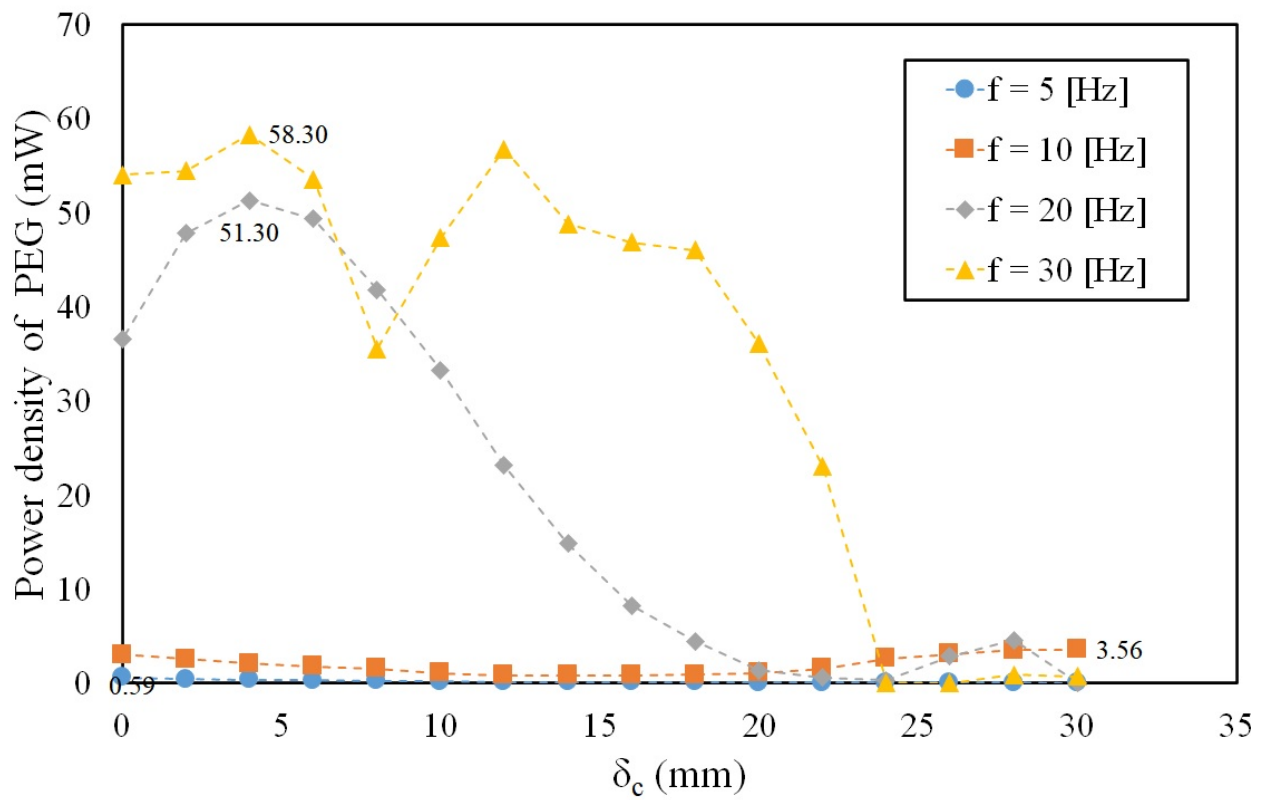 70
60
50
40
30
20
10
0
Power density of PEG (mW)
58.30
51.30
0.59
3.56
f = 5 [Hz]
f = 10 [Hz]
f = 20 [Hz]
f = 30 [Hz]
0 5 10 15 20 25 30 35
δc (mm)